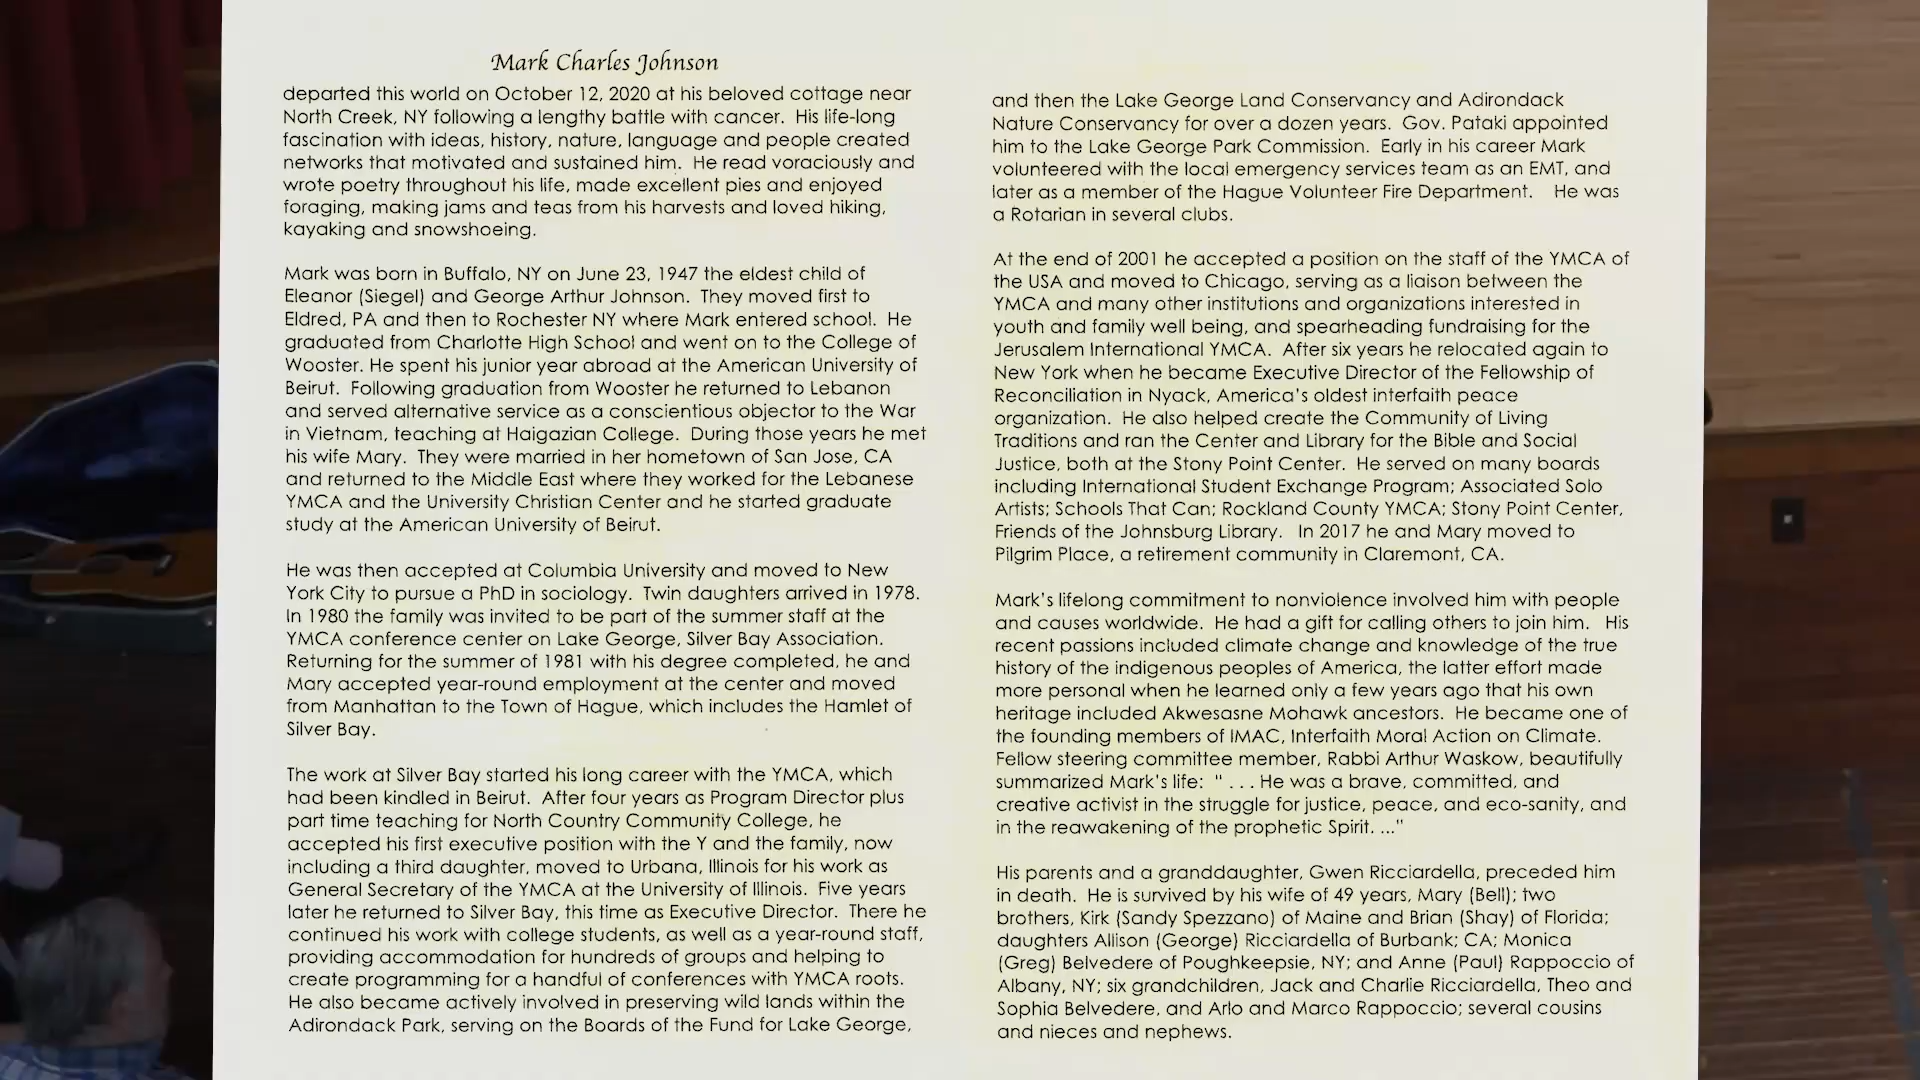 Mark Charles Johnson
departed this world on October 12, 2020 at his beloved cottage near
North Creek, NY following a lengthy battle with cancer.  His life-long
fascination with ideas, history, nature, language and people created
networks that motivated and sustained him.  He read voraciously and
wrote poetry throughout his life, made excellent pies and enjoyed
foraging, making jams and teas from his harvests and loved hiking,
kayaking and snowshoeing.
Mark was born in Buffalo, NY on June 23, 1947 the eldest child of
Eleanor (Siegel) and George Arthur Johnson.  They moved first to
Eldred, PA and then to Rochester NY where Mark entered school.  He
graduated from Charlotte High School and went on to the College of
Wooster. He spent his junior year abroad at the American University of
Beirut.  Following graduation from Wooster he returned to Lebanon
and served alternative service as a conscientious objector to the War
in Vietnam, teaching at Haigazian College.  During those years he met
his wife Mary.  They were married in her hometown of San Jose, CA
and returned to the Middle East where they worked for the Lebanese
YMCA and the University Christian Center and he started graduate
study at the American University of Beirut.
He was then accepted at Columbia University and moved to New
York City to pursue a PhD in sociology.  Twin daughters arrived in 1978.
In 1980 the family was invited to be part of the summer staff at the
YMCA conference center on Lake George, Silver Bay Association.
Returning for the summer of 1981 with his degree completed, he and
Mary accepted year-round employment at the center and moved
from Manhattan to the Town of Hague, which includes the Hamlet of
Silver Bay.
The work at Silver Bay started his long career with the YMCA, which
had been kindled in Beirut.  After four years as Program Director plus
part time teaching for North Country Community College, he
accepted his first executive position with the Y and the family, now
including a third daughter, moved to Urbana, Illinois for his work as
General Secretary of the YMCA at the University of Illinois.  Five years
later he returned to Silver Bay, this time as Executive Director.  There he
continued his work with college students, as well as a year-round staff,
providing accommodation for hundreds of groups and helping to
create programming for a handful of conferences with YMCA roots.
He also became actively involved in preserving wild lands within the
Adirondack Park, serving on the Boards of the Fund for Lake George,
and then the Lake George Land Conservancy and Adirondack
Nature Conservancy for over a dozen years.  Gov. Pataki appointed
him to the Lake George Park Commission.  Early in his career Mark
volunteered with the local emergency services team as an EMT, and
later as a member of the Hague Volunteer Fire Department.   He was
a Rotarian in several clubs.
At the end of 2001 he accepted a position on the staff of the YMCA of
the USA and moved to Chicago, serving as a liaison between the
YMCA and many other institutions and organizations interested in
youth and family well being, and spearheading fundraising for the
Jerusalem International YMCA.  After six years he relocated again to
New York when he became Executive Director of the Fellowship of
Reconciliation in Nyack, America's oldest interfaith peace
organization.  He also helped create the Community of Living
Traditions and ran the Center and Library for the Bible and Social
Justice, both at the Stony Point Center.  He served on many boards
including International Student Exchange Program; Associated Solo
Artists; Schools That Can; Rockland County YMCA; Stony Point Center,
Friends of the Johnsburg Library.   In 2017 he and Mary moved to
Pilgrim Place, a retirement community in Claremont, CA.
Mark's lifelong commitment to nonviolence involved him with people
and causes worldwide.  He had a gift for calling others to join him.   His
recent passions included climate change and knowledge of the true
history of the indigenous peoples of America, the latter effort made
more personal when he learned only a few years ago that his own
heritage included Akwesasne Mohawk ancestors.  He became one of
the founding members of IMAC, Interfaith Moral Action on Climate.
Fellow steering committee member, Rabbi Arthur Waskow, beautifully
summarized Mark's life:  " . . . He was a brave, committed, and
creative activist in the struggle for justice, peace, and eco-sanity, and
in the reawakening of the prophetic Spirit. ..."
His parents and a granddaughter, Gwen Ricciardella, preceded him
in death.  He is survived by his wife of 49 years, Mary (Bell); two
brothers, Kirk (Sandy Spezzano) of Maine and Brian (Shay) of Florida;
daughters Allison (George) Ricciardella of Burbank; CA; Monica
(Greg) Belvedere of Poughkeepsie, NY; and Anne (Paul) Rappoccio of
Albany, NY; six grandchildren, Jack and Charlie Ricciardella, Theo and
Sophia Belvedere, and Arlo and Marco Rappoccio; several cousins
and nieces and nephews.